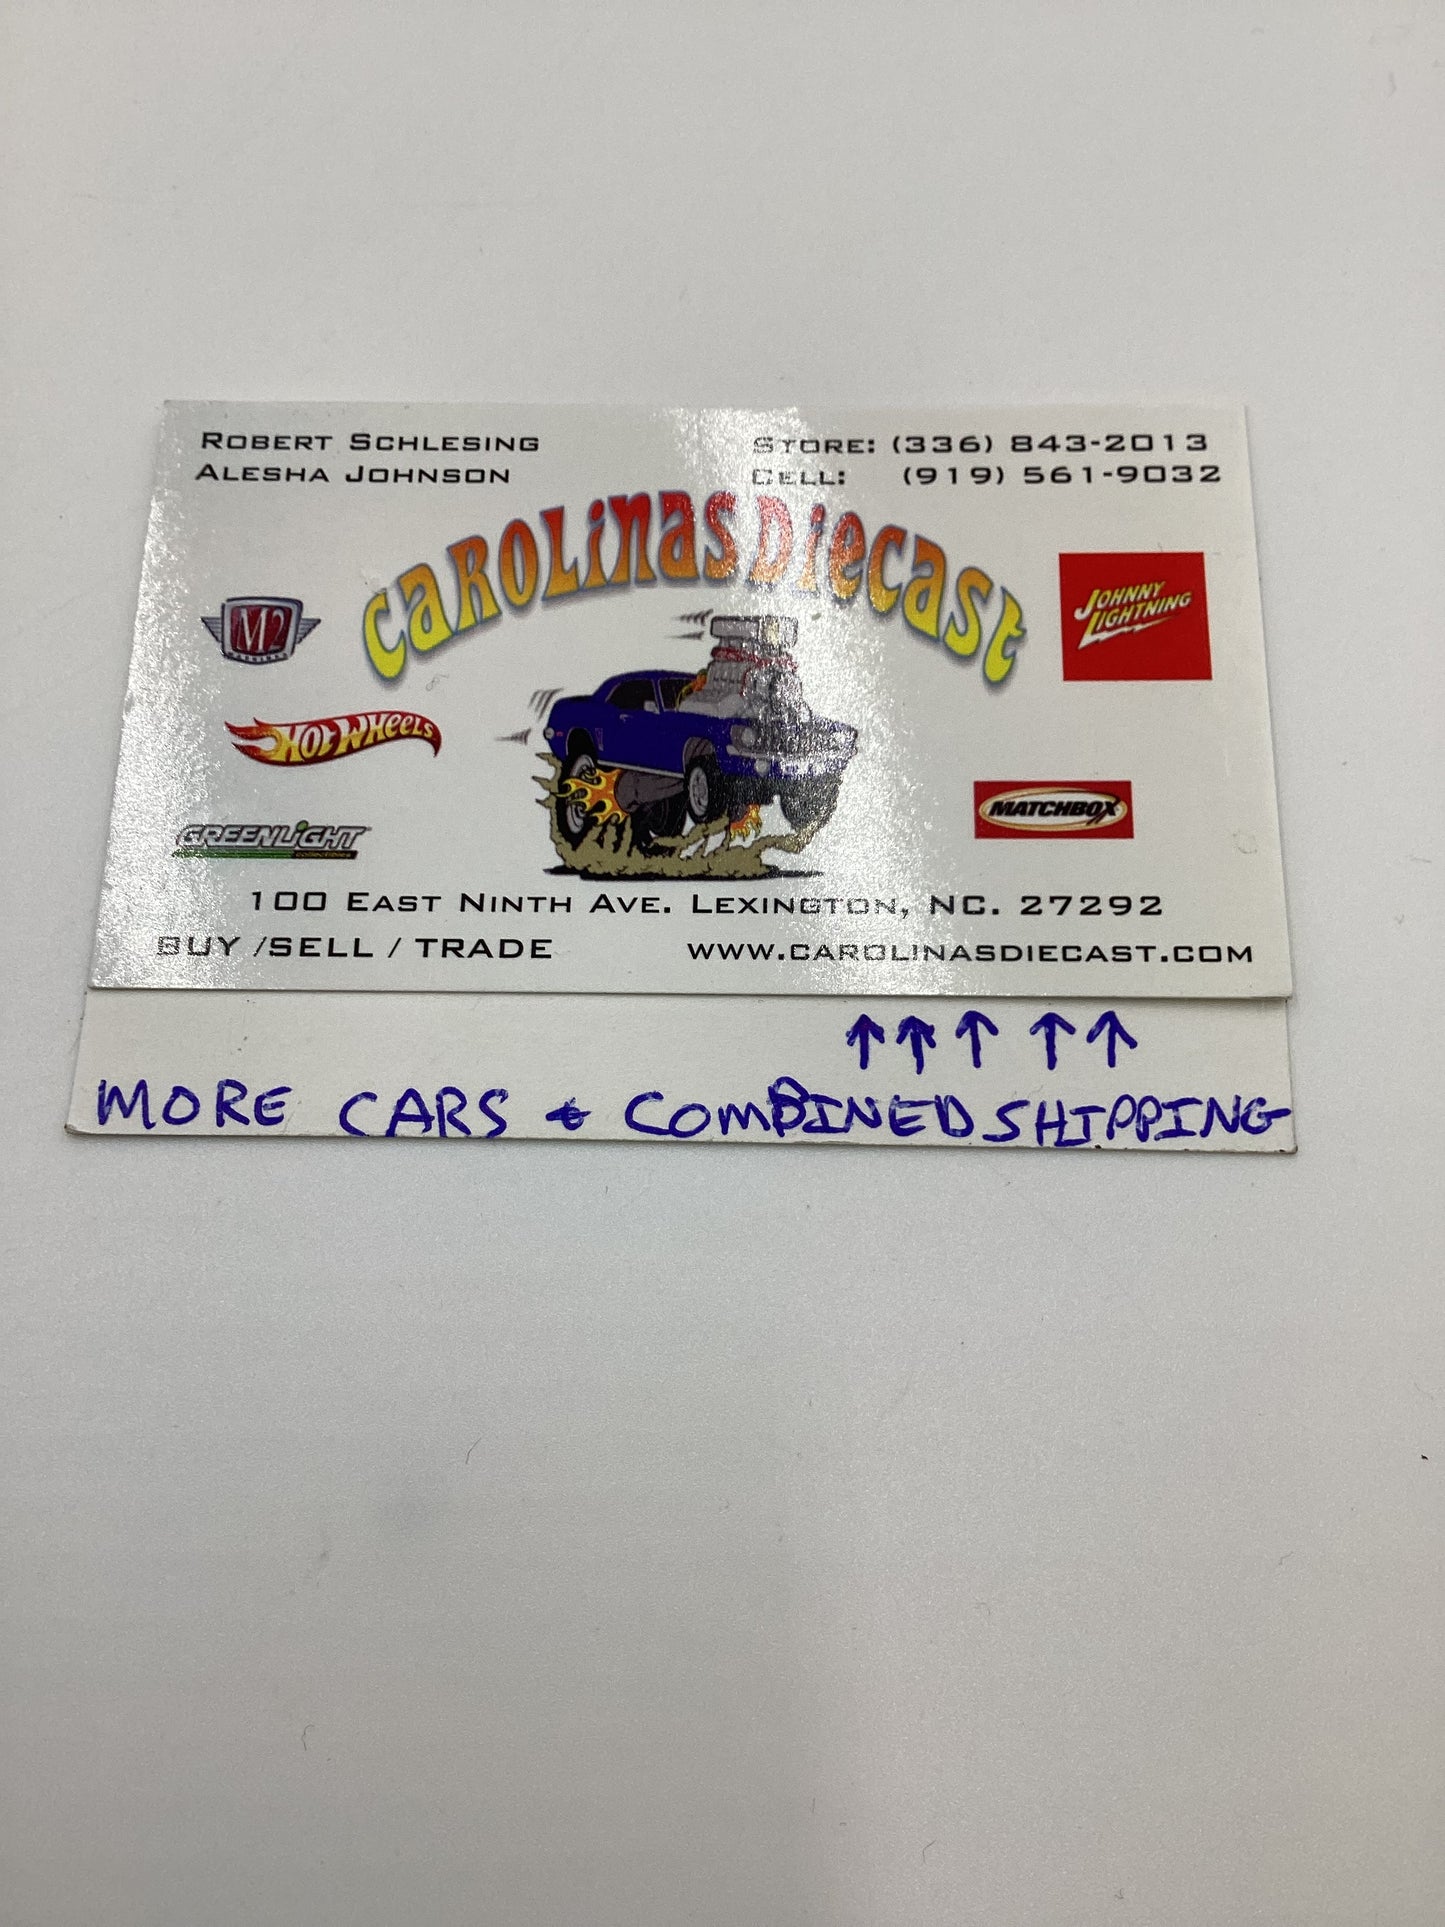 ROBERT SCHLESING
ALESHA JOHNSON
STORE: (336) 843-2013
CELL: (919) 561-9032
CAROLiNAS DiECAST
M2
MACHINES
JOHNNY
LIGHTNING
HOT WHEELS
MATCHBOX
GREENLiGHT
COLLECTIBLES
100 EAST NINTH AVE. LEXINGTON, NC. 27292
BUY /SELL / TRADE
WWW.CAROLINASDIECAST.COM
↑↑↑↑↑
MORE CARS & COMBINED SHIPPING